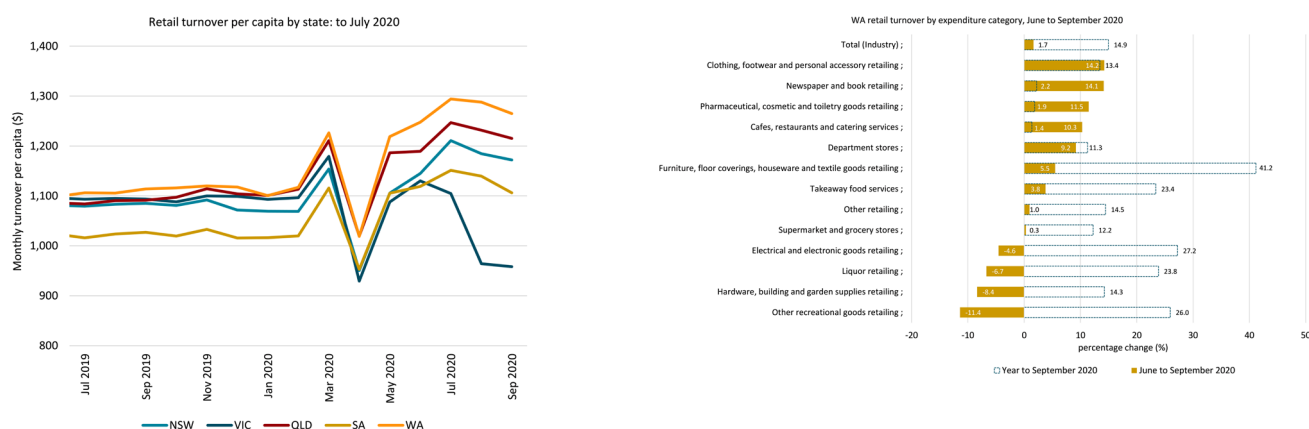 Retail turnover per capita by state: to July 2020
Monthly turnover per capita ($)
1,400
1,300
1,200
1,100
1,000
900
800
Jul 2019
Sep 2019
Nov 2019
Jan 2020
Mar 2020
May 2020
Jul 2020
Sep 2020
NSW VIC QLD SA WA
WA retail turnover by expenditure category, June to September 2020
Total (Industry) ; 1.7 14.9
Clothing, footwear and personal accessory retailing ; 14.2 13.4
Newspaper and book retailing ; 2.2 14.1
Pharmaceutical, cosmetic and toiletry goods retailing ; 1.9 11.5
Cafes, restaurants and catering services ; 1.4 10.3
Department stores ; 9.2 11.3
Furniture, floor coverings, houseware and textile goods retailing ; 5.5 41.2
Takeaway food services ; 3.8 23.4
Other retailing ; 1.0 14.5
Supermarket and grocery stores ; 0.3 12.2
Electrical and electronic goods retailing ; -4.6 27.2
Liquor retailing ; -6.7 23.8
Hardware, building and garden supplies retailing ; -8.4 14.3
Other recreational goods retailing ; -11.4 26.0
-20 -10 0 10 20 30 40 50
percentage change (%)
Year to September 2020 June to September 2020